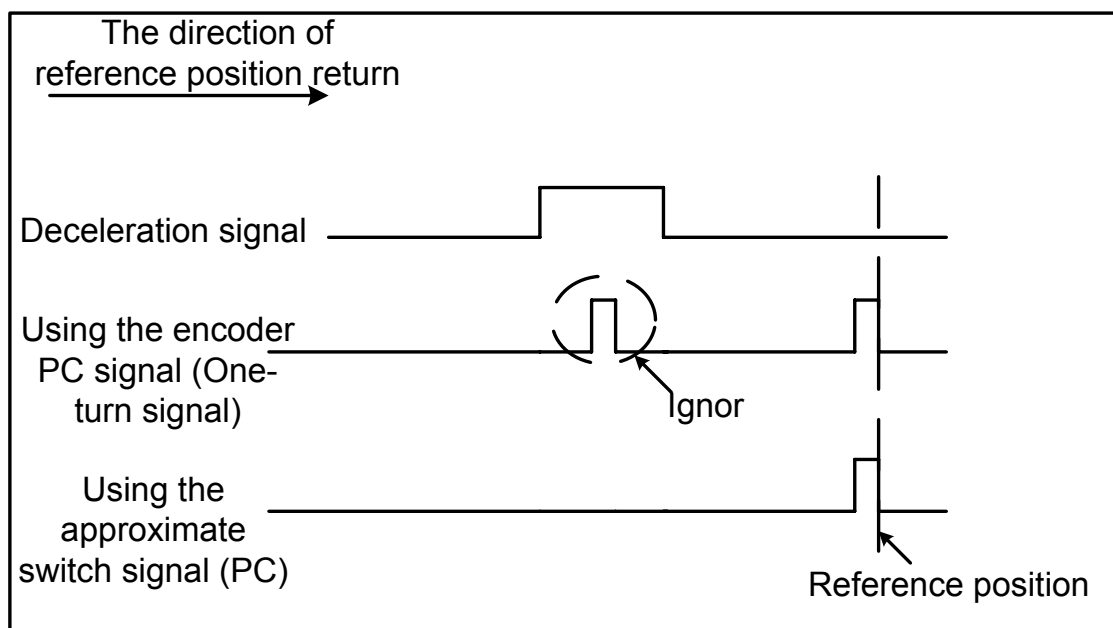 The direction of
reference position return
Deceleration signal
Using the encoder
PC signal (One-
turn signal)
Ignor
Using the
approximate
switch signal (PC)
Reference position